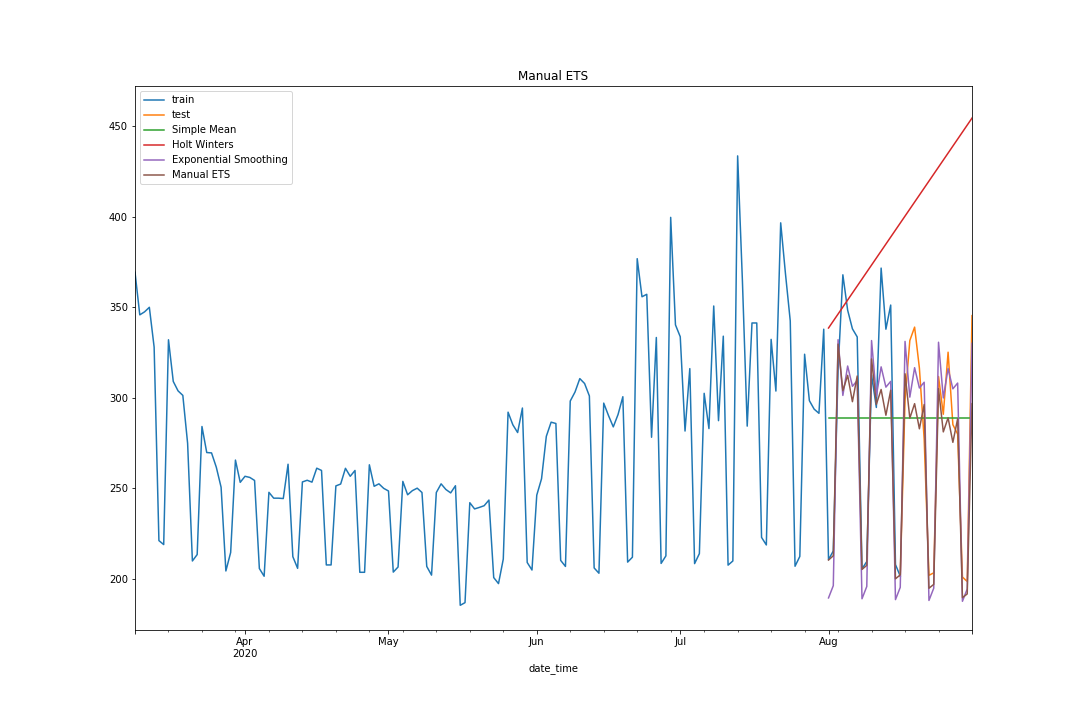 Manual ETS
train
test
Simple Mean
Holt Winters
Exponential Smoothing
Manual ETS
450
400
350
300
250
200
Apr
2020
May
Jun
Jul
Aug
date_time